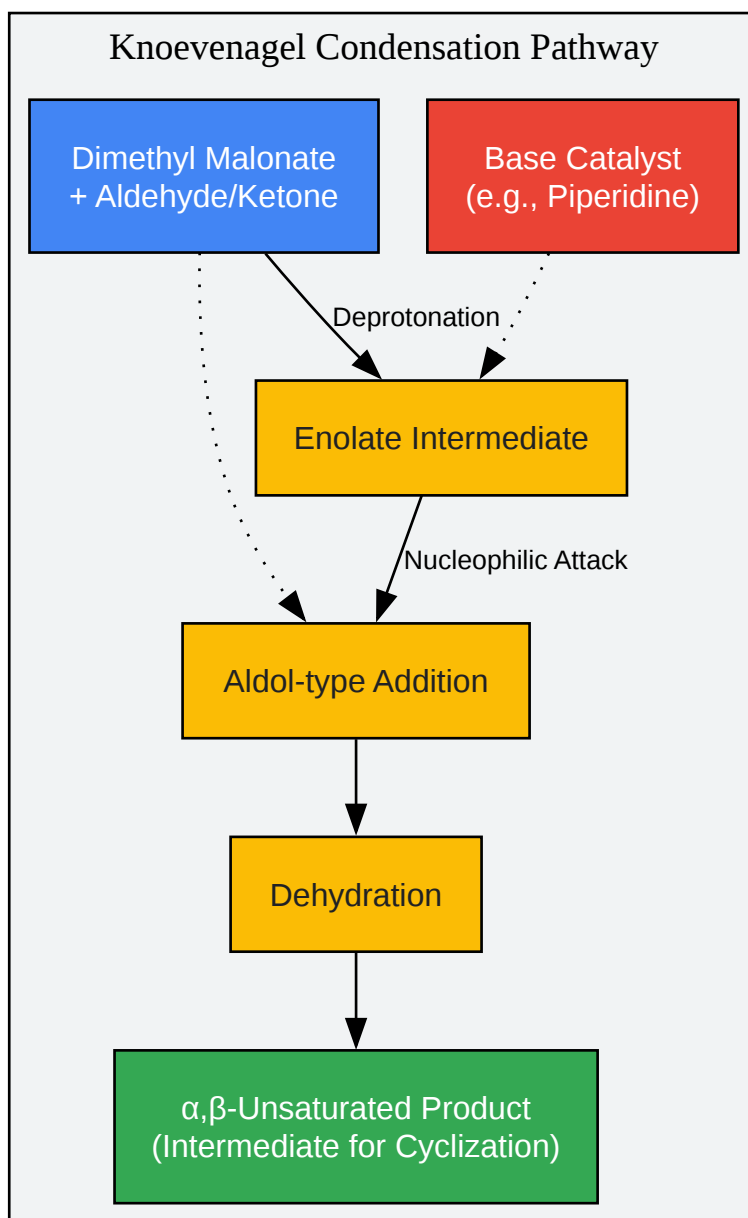 Knoevenagel Condensation Pathway
Dimethyl Malonate
+ Aldehyde/Ketone
Base Catalyst
(e.g., Piperidine)
Deprotonation
Enolate Intermediate
Nucleophilic Attack
Aldol-type Addition
Dehydration
α,β-Unsaturated Product
(Intermediate for Cyclization)